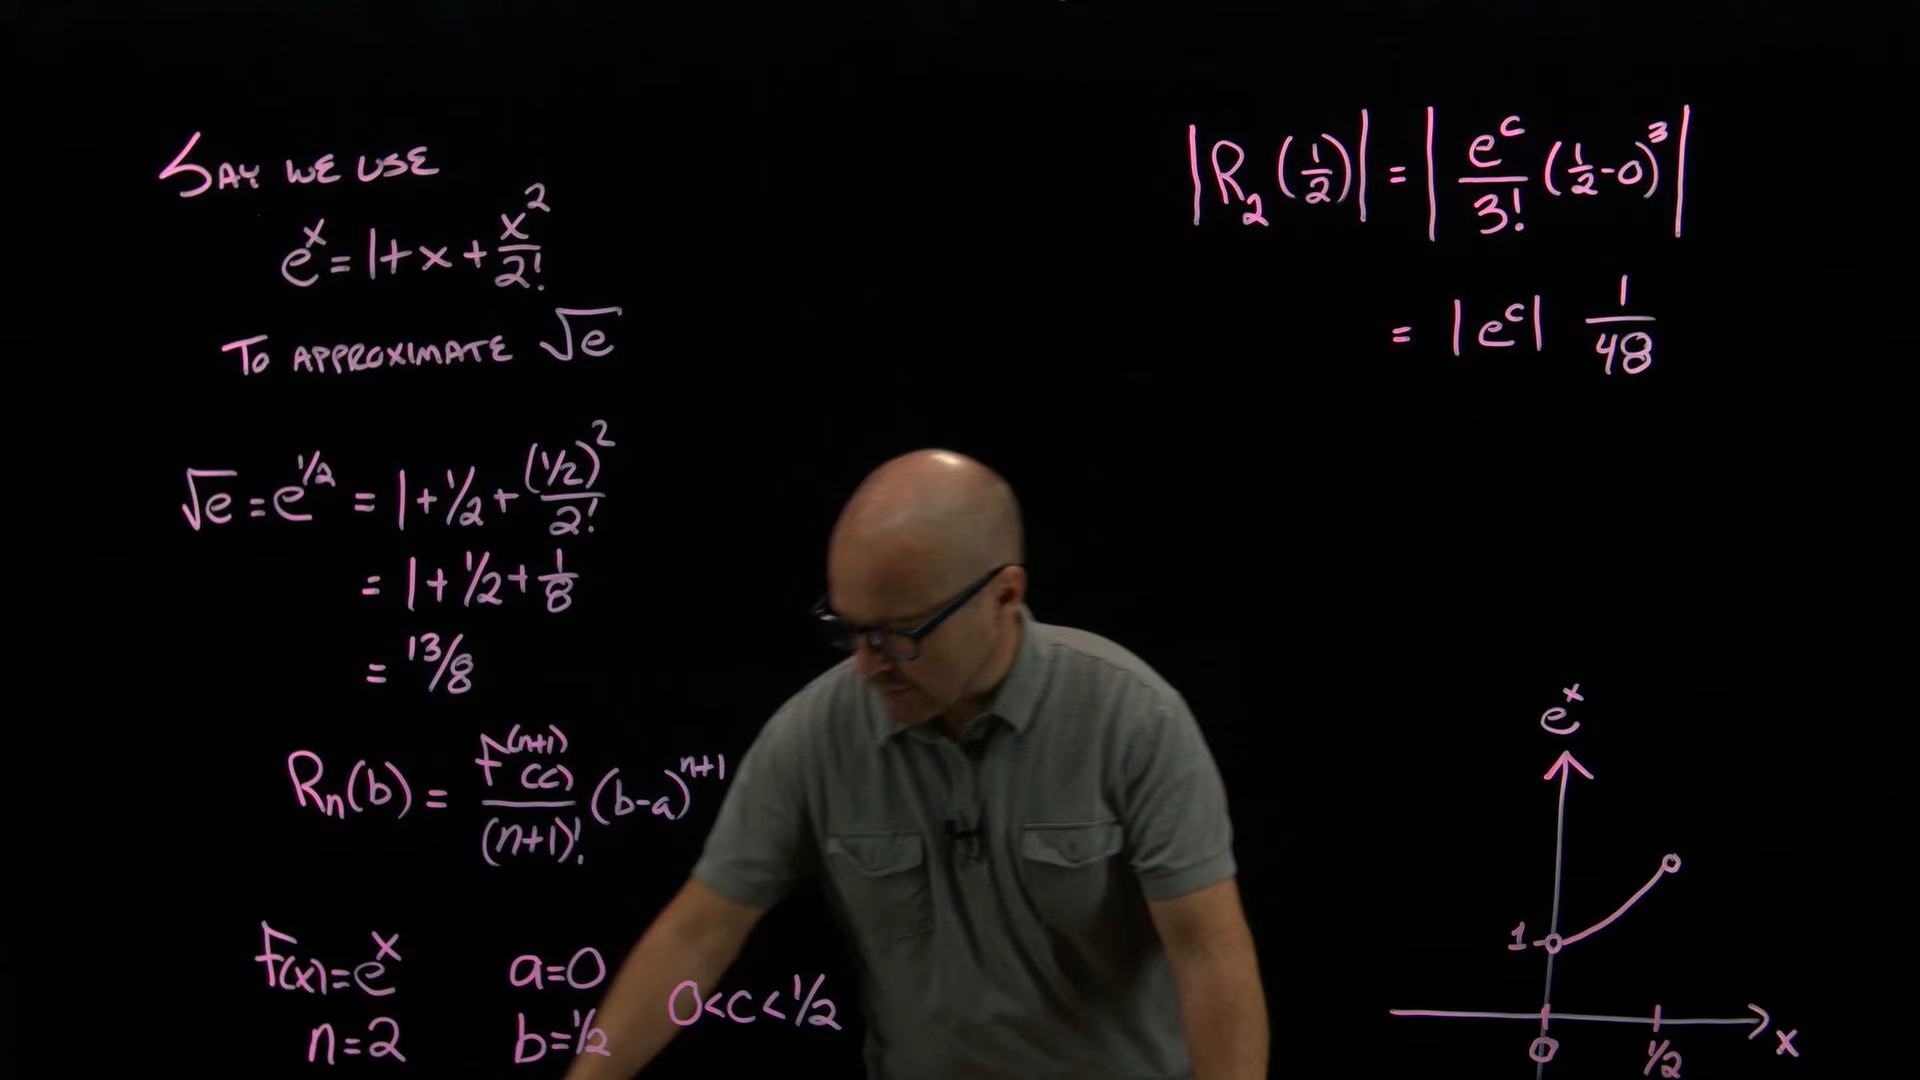 SAY WE USE
e^x = 1 + x + x^2/2!
TO APPROXIMATE √e
√e = e^(1/2) = 1 + 1/2 + (1/2)^2/2!
= 1 + 1/2 + 1/8
= 13/8
R_n(b) = f^(n+1)(c)/(n+1)! (b-a)^(n+1)
f(x) = e^x a=0
n=2 b=1/2 0<c<1/2
|R_2(1/2)| = |e^c/3! (1/2-0)^3|
= |e^c| 1/48
e^x
1
0 1/2 x